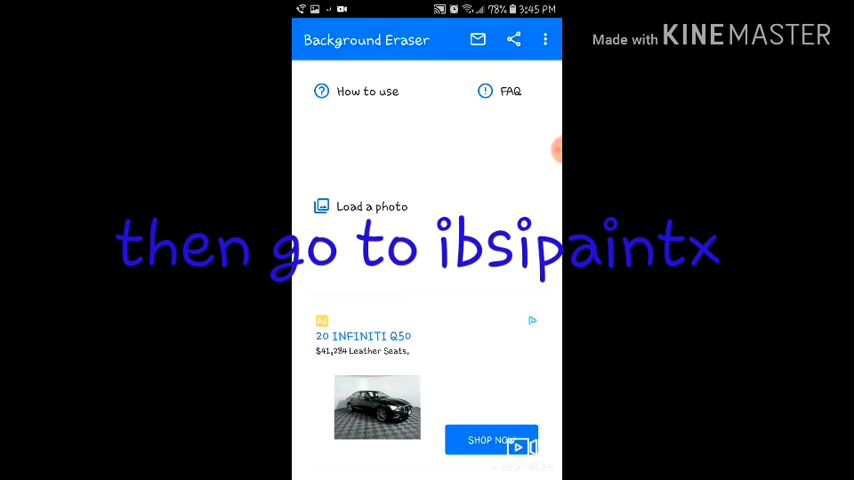 78% 3:45 PM
Background Eraser
Made with KINEMASTER
How to use
FAQ
Load a photo
then go to ibsipaintx
Ad
20 INFINITI Q50
$41,284 Leather Seats,
SHOP NOW